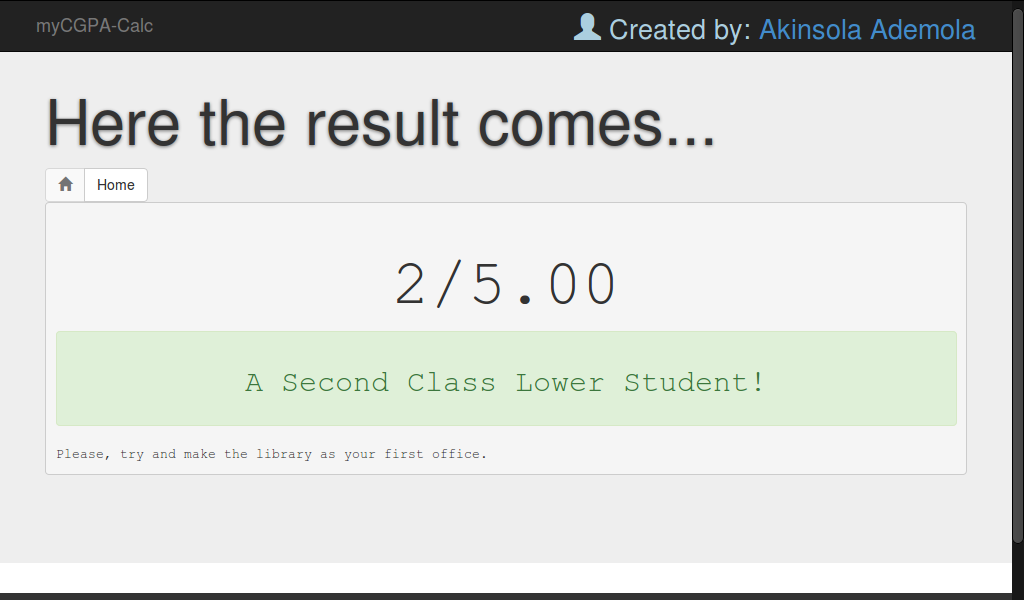 myCGPA-Calc
Created by: Akinsola Ademola
Here the result comes...
Home
2/5.00
A Second Class Lower Student!
Please, try and make the library as your first office.